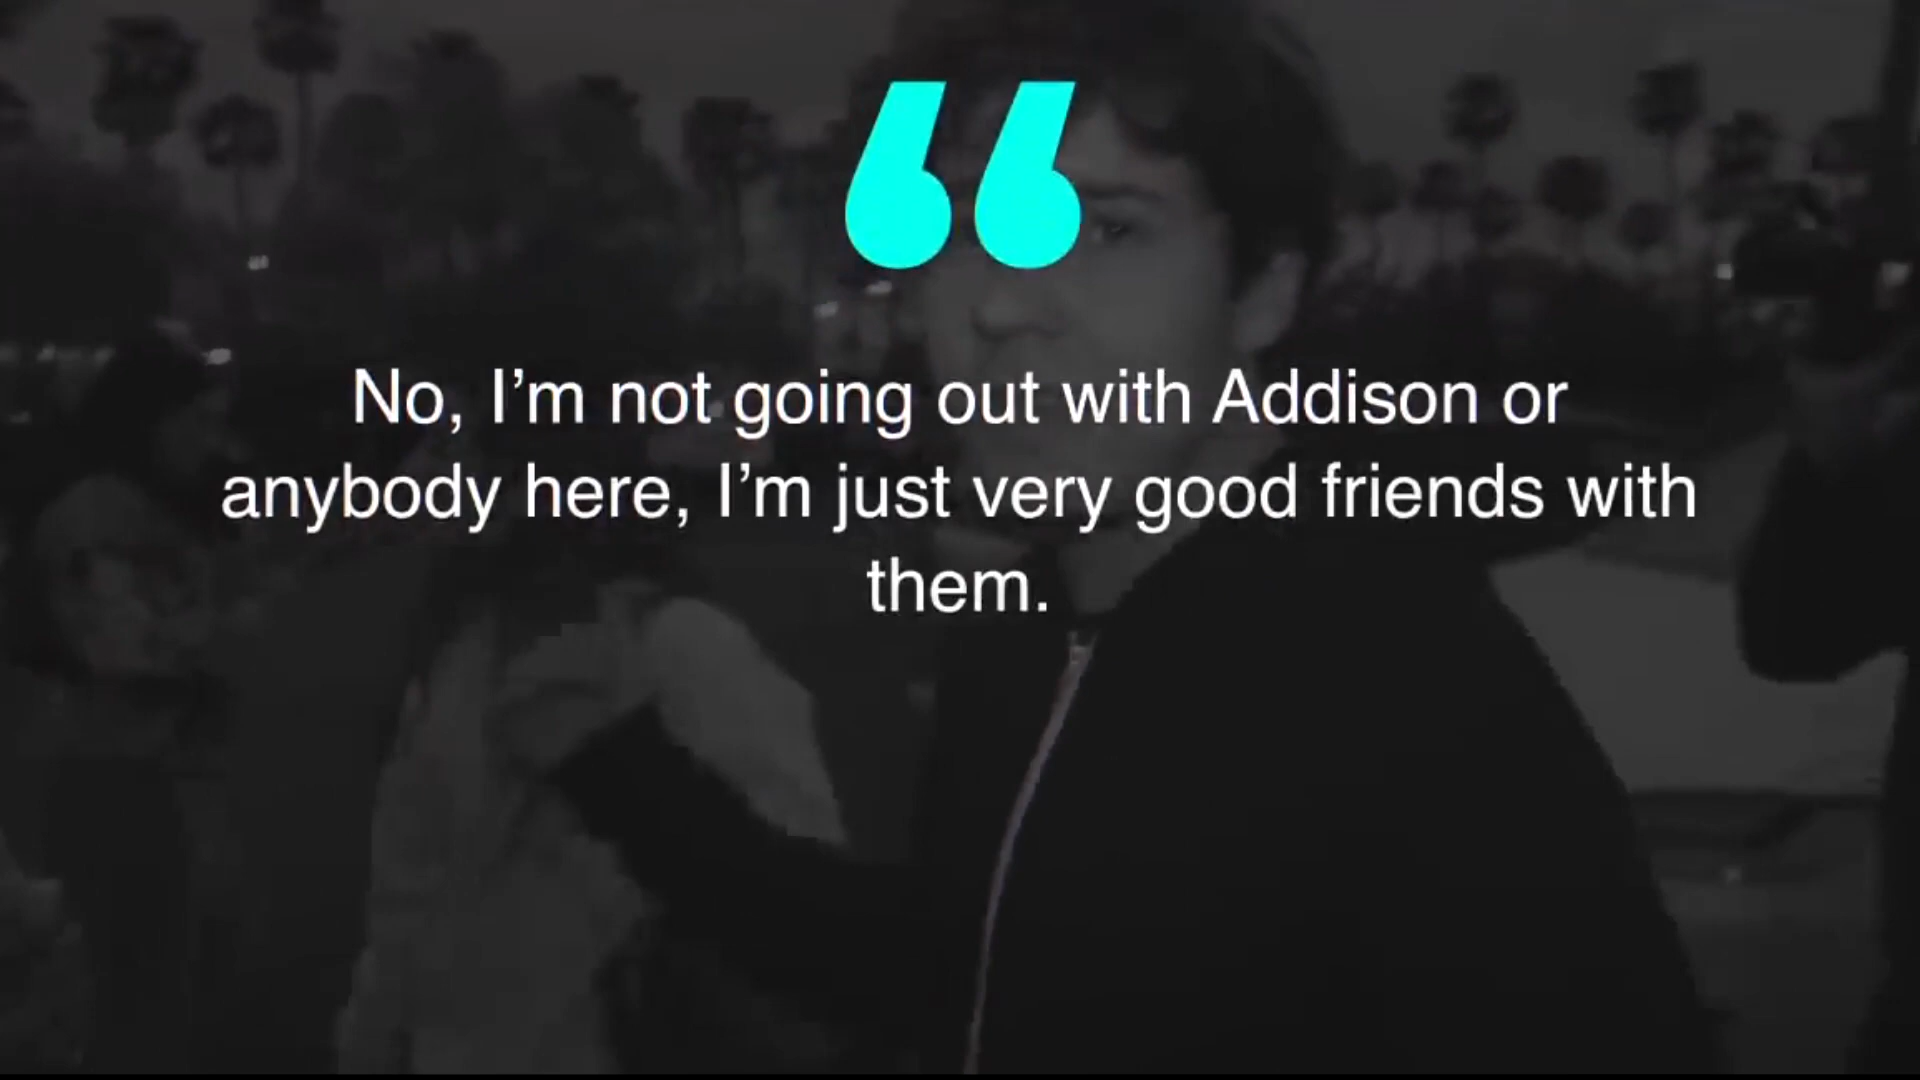 “
No, I’m not going out with Addison or
anybody here, I’m just very good friends with
them.